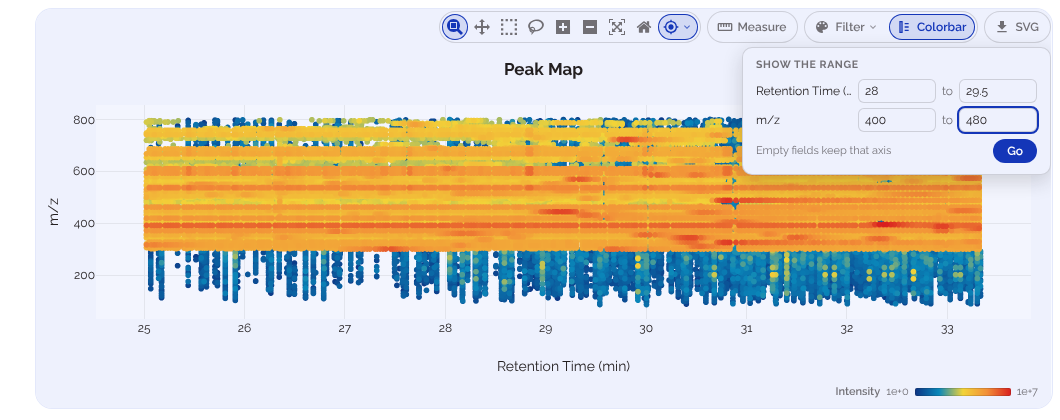 Measure
Filter
Colorbar
SVG
SHOW THE RANGE
Retention Time (.. 28 to 29.5
m/z 400 to 480
Empty fields keep that axis Go
Peak Map
m/z
800
600
400
200
25 26 27 28 29 30 31 32 33
Retention Time (min)
Intensity 1e+0 1e+7